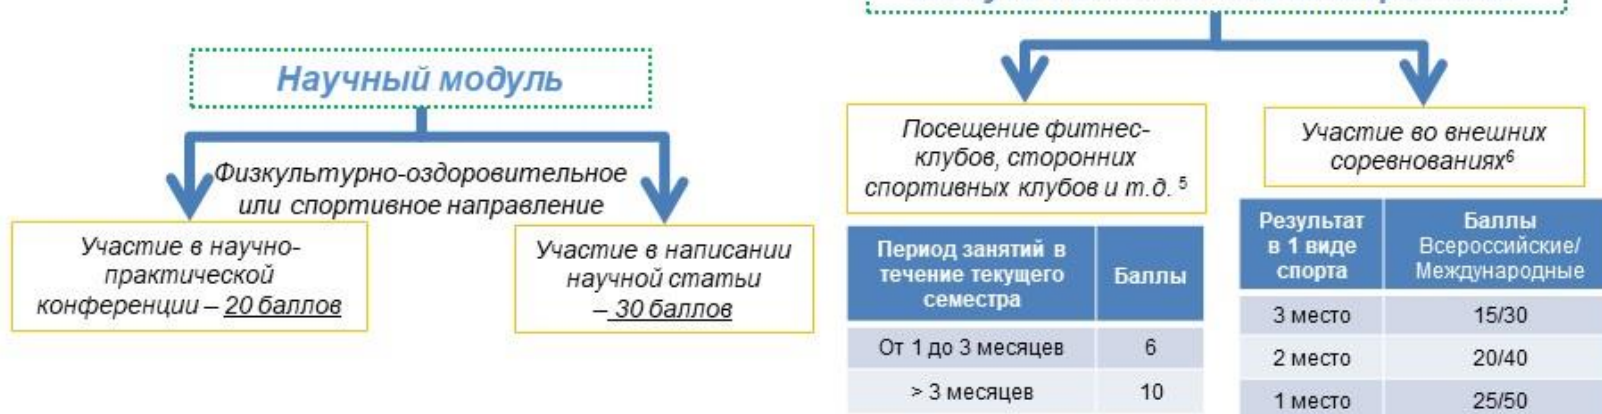 Научный модуль
Физкультурно-оздоровительное
или спортивное направление
Участие в научно-
практической
конференции – 20 баллов
Участие в написании
научной статьи
– 30 баллов
Посещение фитнес-
клубов, сторонних
спортивных клубов и т.д. 5
Период занятий в
течение текущего
семестра
Баллы
От 1 до 3 месяцев 6
> 3 месяцев 10
Участие во внешних
соревнованиях6
Результат
в 1 виде
спорта
Баллы
Всероссийские/
Международные
3 место 15/30
2 место 20/40
1 место 25/50